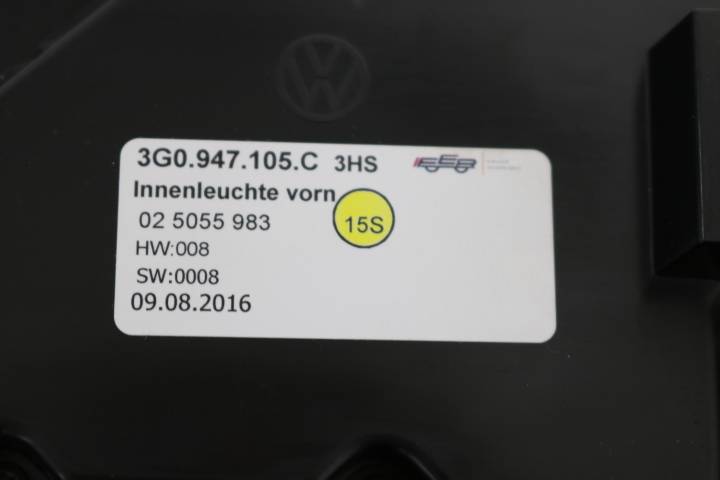 3G0.947.105.C 3HS
Innenleuchte vorn
02 5055 983
15S
HW:008
SW:0008
09.08.2016